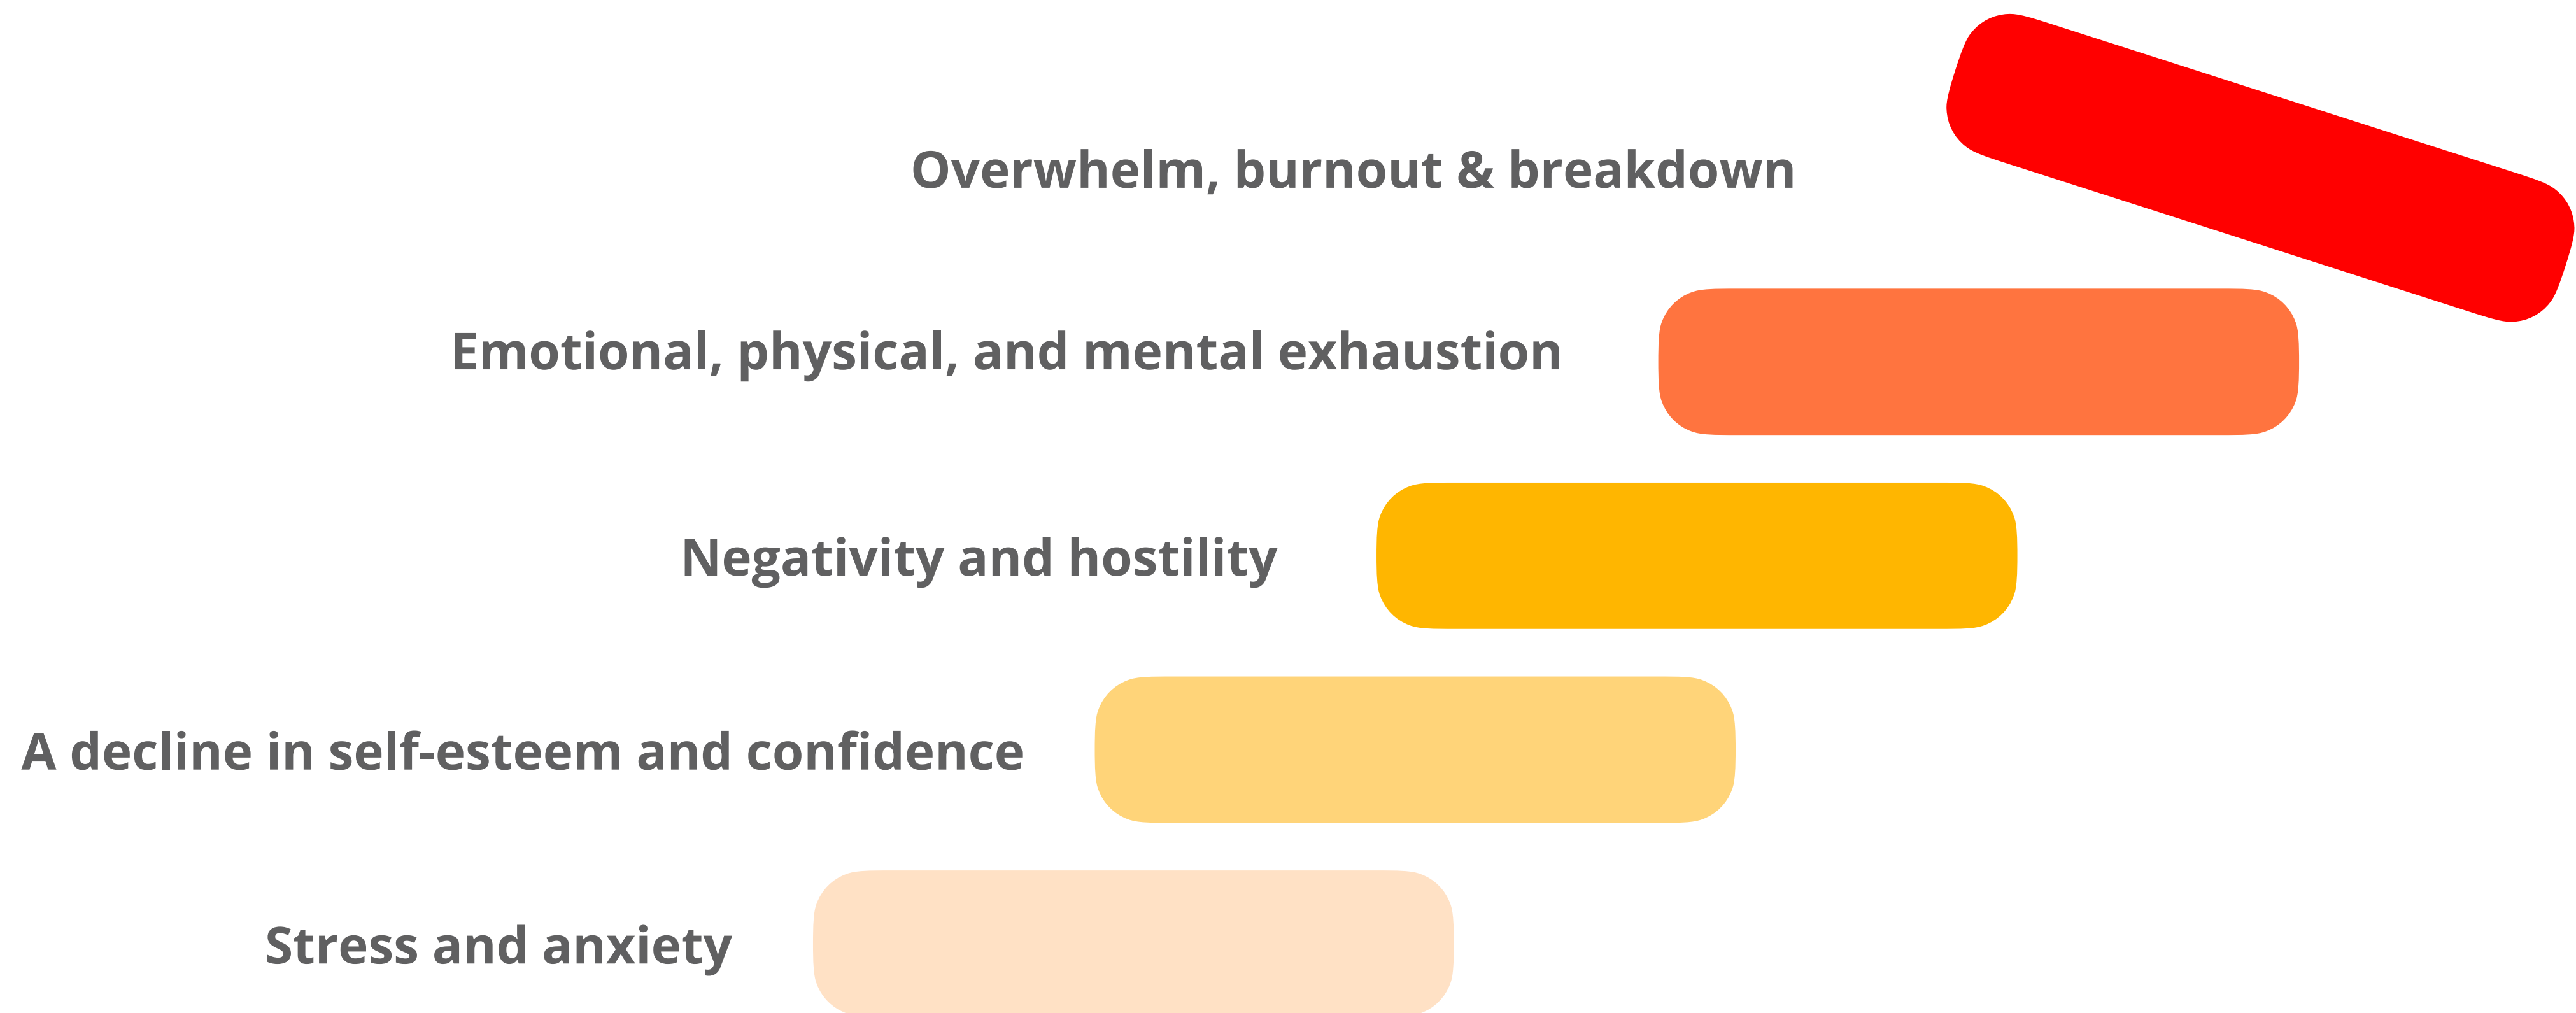 Overwhelm, burnout & breakdown
Emotional, physical, and mental exhaustion
Negativity and hostility
A decline in self-esteem and confidence
Stress and anxiety